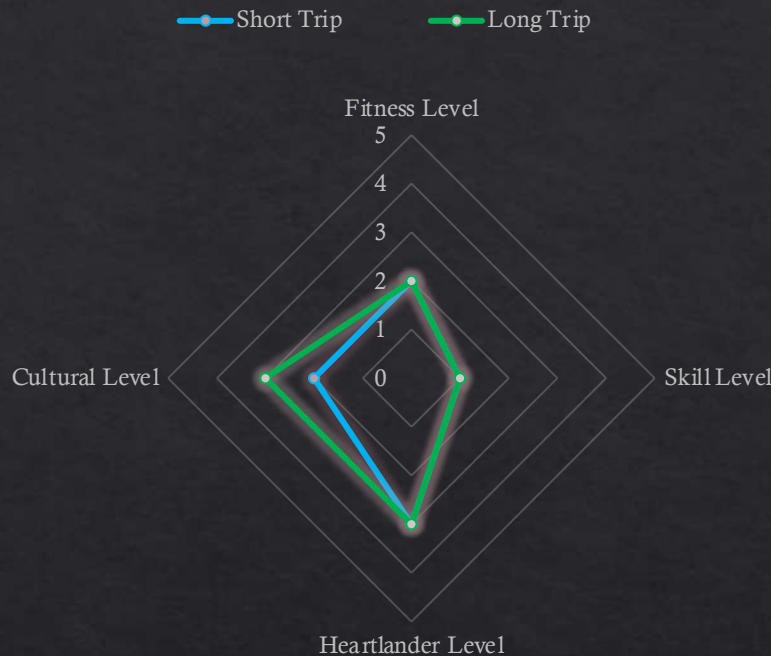 Short Trip
Long Trip
Fitness Level
5
4
3
2
1
0
Cultural Level
Skill Level
Heartlander Level